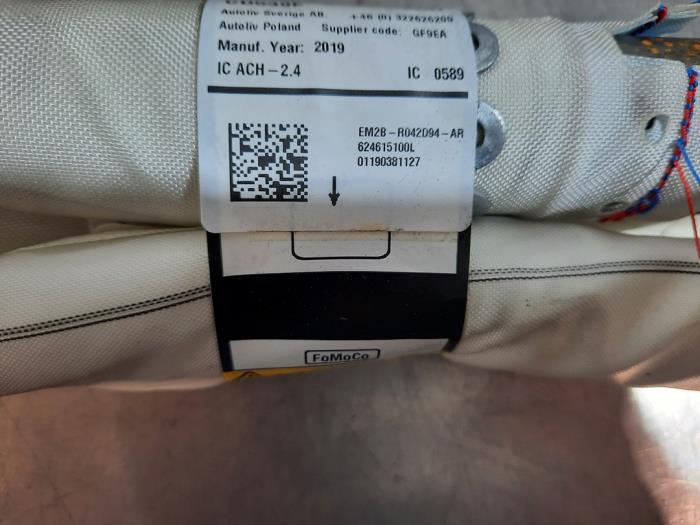 Autoliv Sverige AB. +46 (0) 322626200
Autoliv Poland Supplier code: GF9EA
Manuf. Year: 2019
IC ACH-2.4 IC 0589
EM2B-R042D94-AR
624615100L
01190381127
FoMoCo